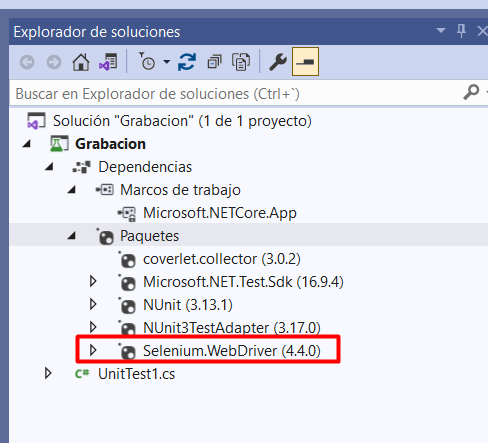 Explorador de soluciones
Buscar en Explorador de soluciones (Ctrl+`)
Solución "Grabacion" (1 de 1 proyecto)
Grabacion
Dependencias
Marcos de trabajo
Microsoft.NETCore.App
Paquetes
coverlet.collector (3.0.2)
Microsoft.NET.Test.Sdk (16.9.4)
NUnit (3.13.1)
NUnit3TestAdapter (3.17.0)
Selenium.WebDriver (4.4.0)
C# UnitTest1.cs